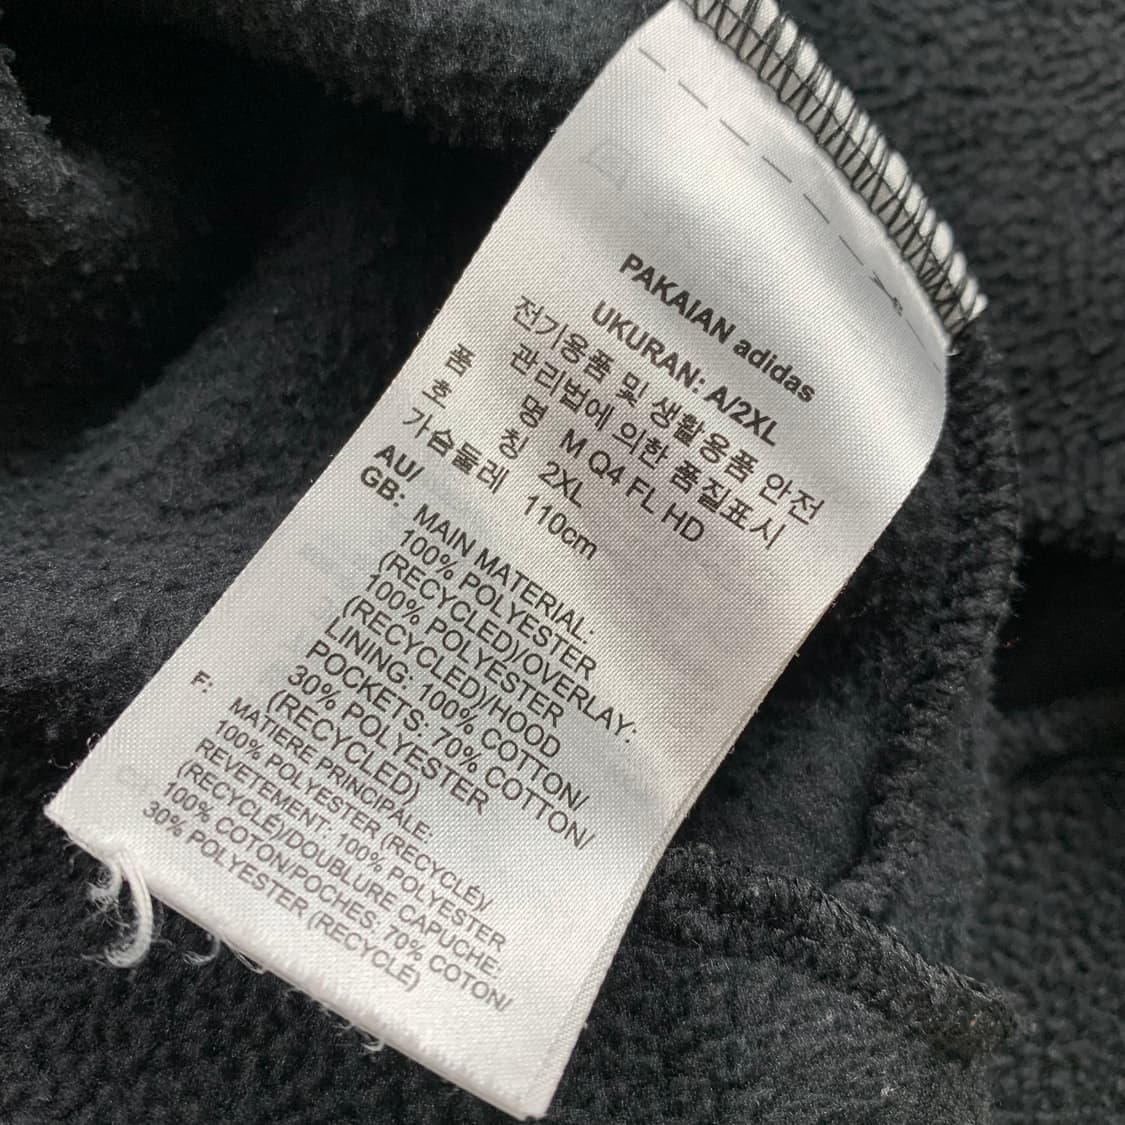 PAKAIAN adidas
UKURAN: A/2XL
전기용품 및 생활용품 안전
관리법에 의한 품질표시
품 명 M Q4 FL HD
호 칭 2XL
가슴둘레 110cm
AU/
GB: MAIN MATERIAL:
100% POLYESTER
(RECYCLED)/OVERLAY:
100% POLYESTER
(RECYCLED)/HOOD
LINING: 100% COTTON/
POCKETS: 70% COTTON/
30% POLYESTER
(RECYCLED)
F: MATIERE PRINCIPALE:
100% POLYESTER (RECYCLÉ)/
REVETEMENT: 100% POLYESTER
(RECYCLÉ)/DOUBLURE CAPUCHE:
100% COTON/POCHES: 70% COTON/
30% POLYESTER (RECYCLÉ)